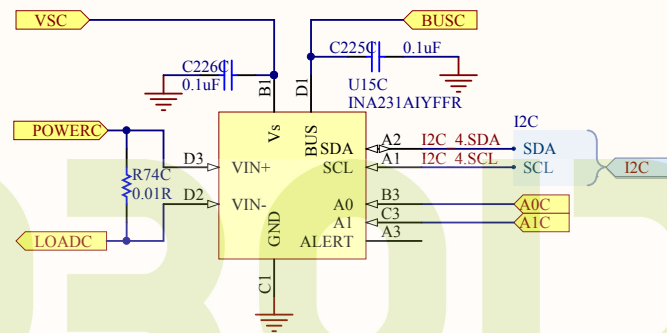 VSC
BUSC
C226C
0.1uF
C225C
0.1uF
B1
D1
U15C
INA231AIYFFR
Vs
BUS
I2C
POWERC
SDA
A2
I2C_4.SDA
SDA
D3
VIN+
SCL
A1
I2C_4.SCL
SCL
I2C
R74C
0.01R
D2
VIN-
A0
B3
A0C
A1
C3
A1C
LOADC
GND
ALERT
A3
C1